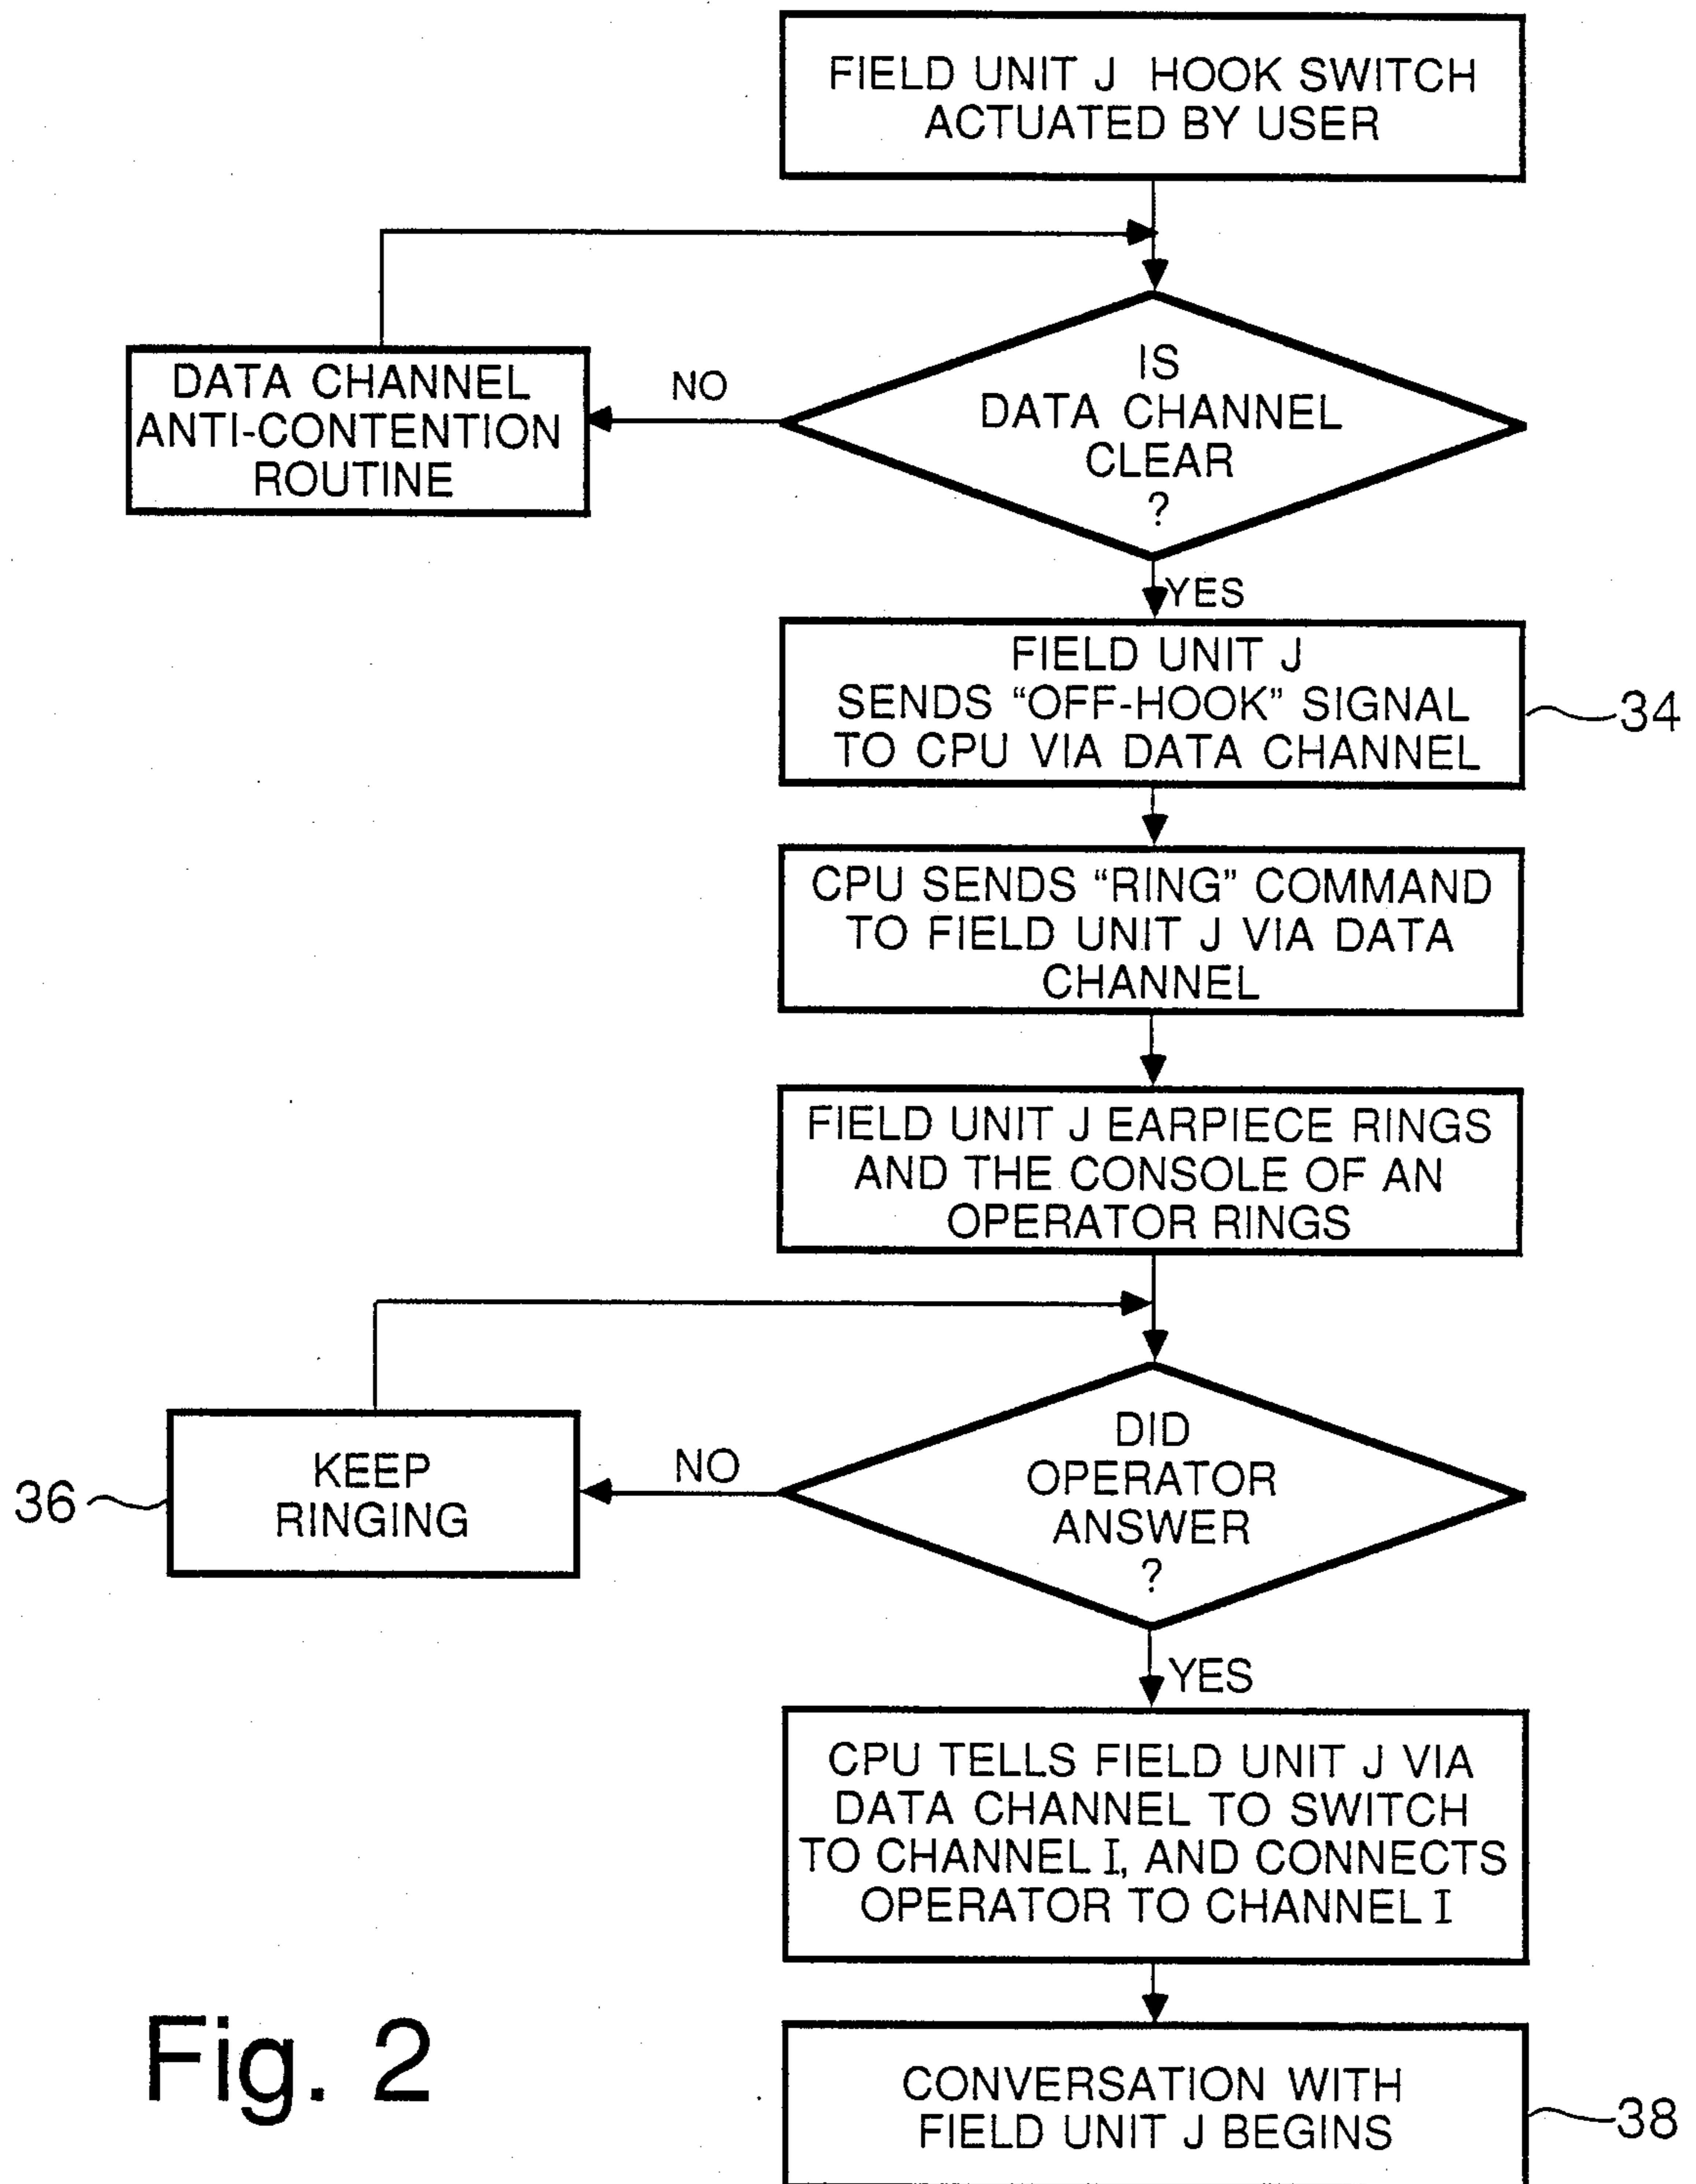 FIELD UNIT J HOOK SWITCH
ACTUATED BY USER
IS
DATA CHANNEL
CLEAR
?
NO
DATA CHANNEL
ANTI-CONTENTION
ROUTINE
YES
FIELD UNIT J
SENDS “OFF-HOOK” SIGNAL
TO CPU VIA DATA CHANNEL
34
CPU SENDS “RING” COMMAND
TO FIELD UNIT J VIA DATA
CHANNEL
FIELD UNIT J EARPIECE RINGS
AND THE CONSOLE OF AN
OPERATOR RINGS
DID
OPERATOR
ANSWER
?
NO
KEEP
RINGING
36
YES
CPU TELLS FIELD UNIT J VIA
DATA CHANNEL TO SWITCH
TO CHANNEL I, AND CONNECTS
OPERATOR TO CHANNEL I
CONVERSATION WITH
FIELD UNIT J BEGINS
38
Fig. 2